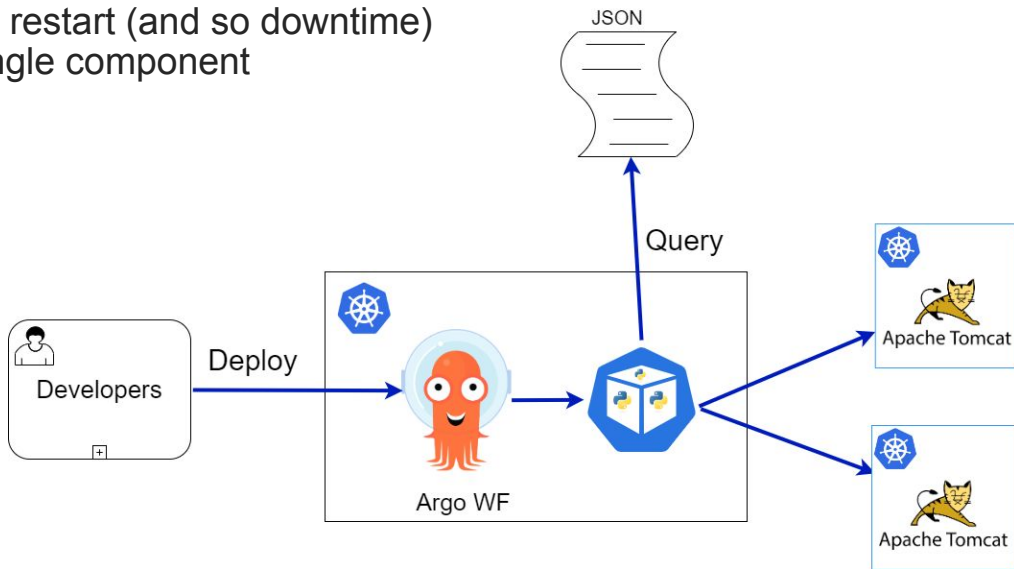 restart (and so downtime)
ngle component
JSON
Query
Deploy
Developers
Argo WF
Apache Tomcat
Apache Tomcat